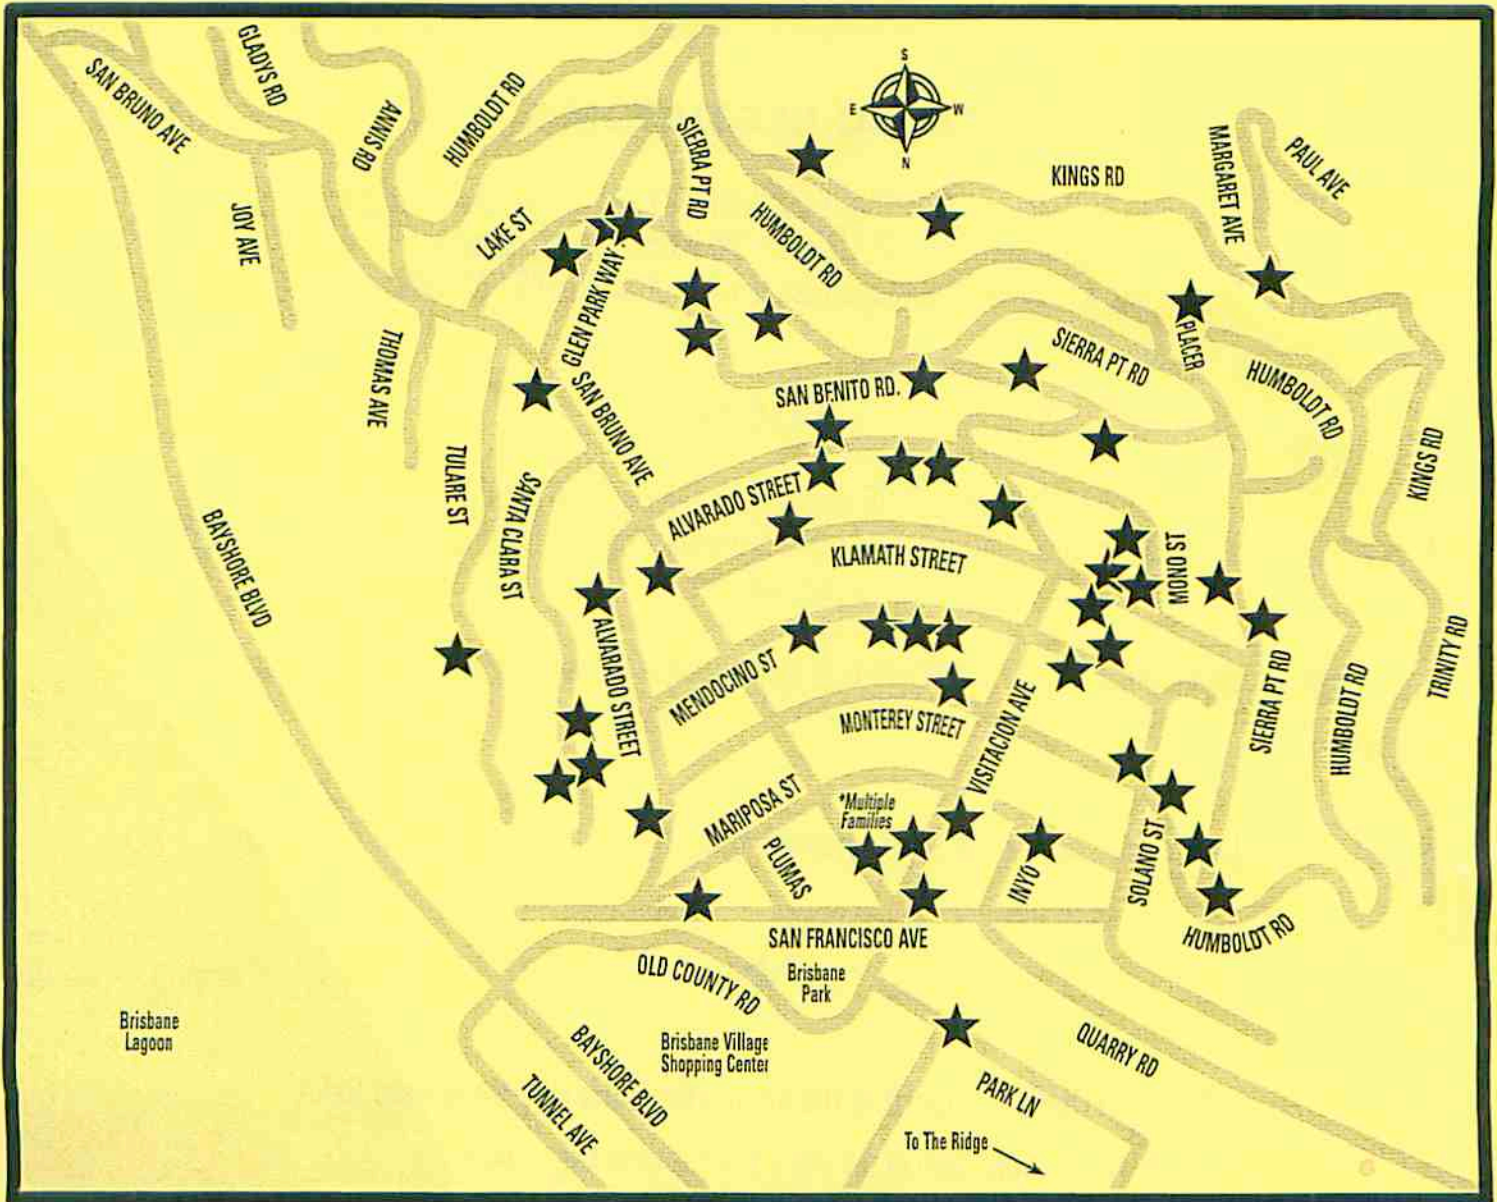 GLADYS RD
SAN BRUNO AVE
ANNIS RD
HUMBOLDT RD
S
E
W
N
SIERRA PT RD
KINGS RD
MARGARET AVE
PAUL AVE
JOY AVE
LAKE ST
HUMBOLDT RD
GLEN PARK WAY
THOMAS AVE
PLACER
SIERRA PT RD
HUMBOLDT RD
SAN BENITO RD.
SAN BRUNO AVE
KINGS RD
TULARE ST
SANTA CLARA ST
ALVARADO STREET
BAYSHORE BLVD
KLAMATH STREET
MONO ST
ALVARADO STREET
MENDOCINO ST
MONTEREY STREET
VISITACION AVE
SIERRA PT RD
HUMBOLDT RD
TRINITY RD
MARIPOSA ST
*Multiple
Families
PLUMAS
INYO
SOLANO ST
HUMBOLDT RD
SAN FRANCISCO AVE
OLD COUNTY RD
Brisbane
Park
Brisbane
Lagoon
Brisbane Village
Shopping Center
BAYSHORE BLVD
TUNNEL AVE
QUARRY RD
PARK LN
To The Ridge